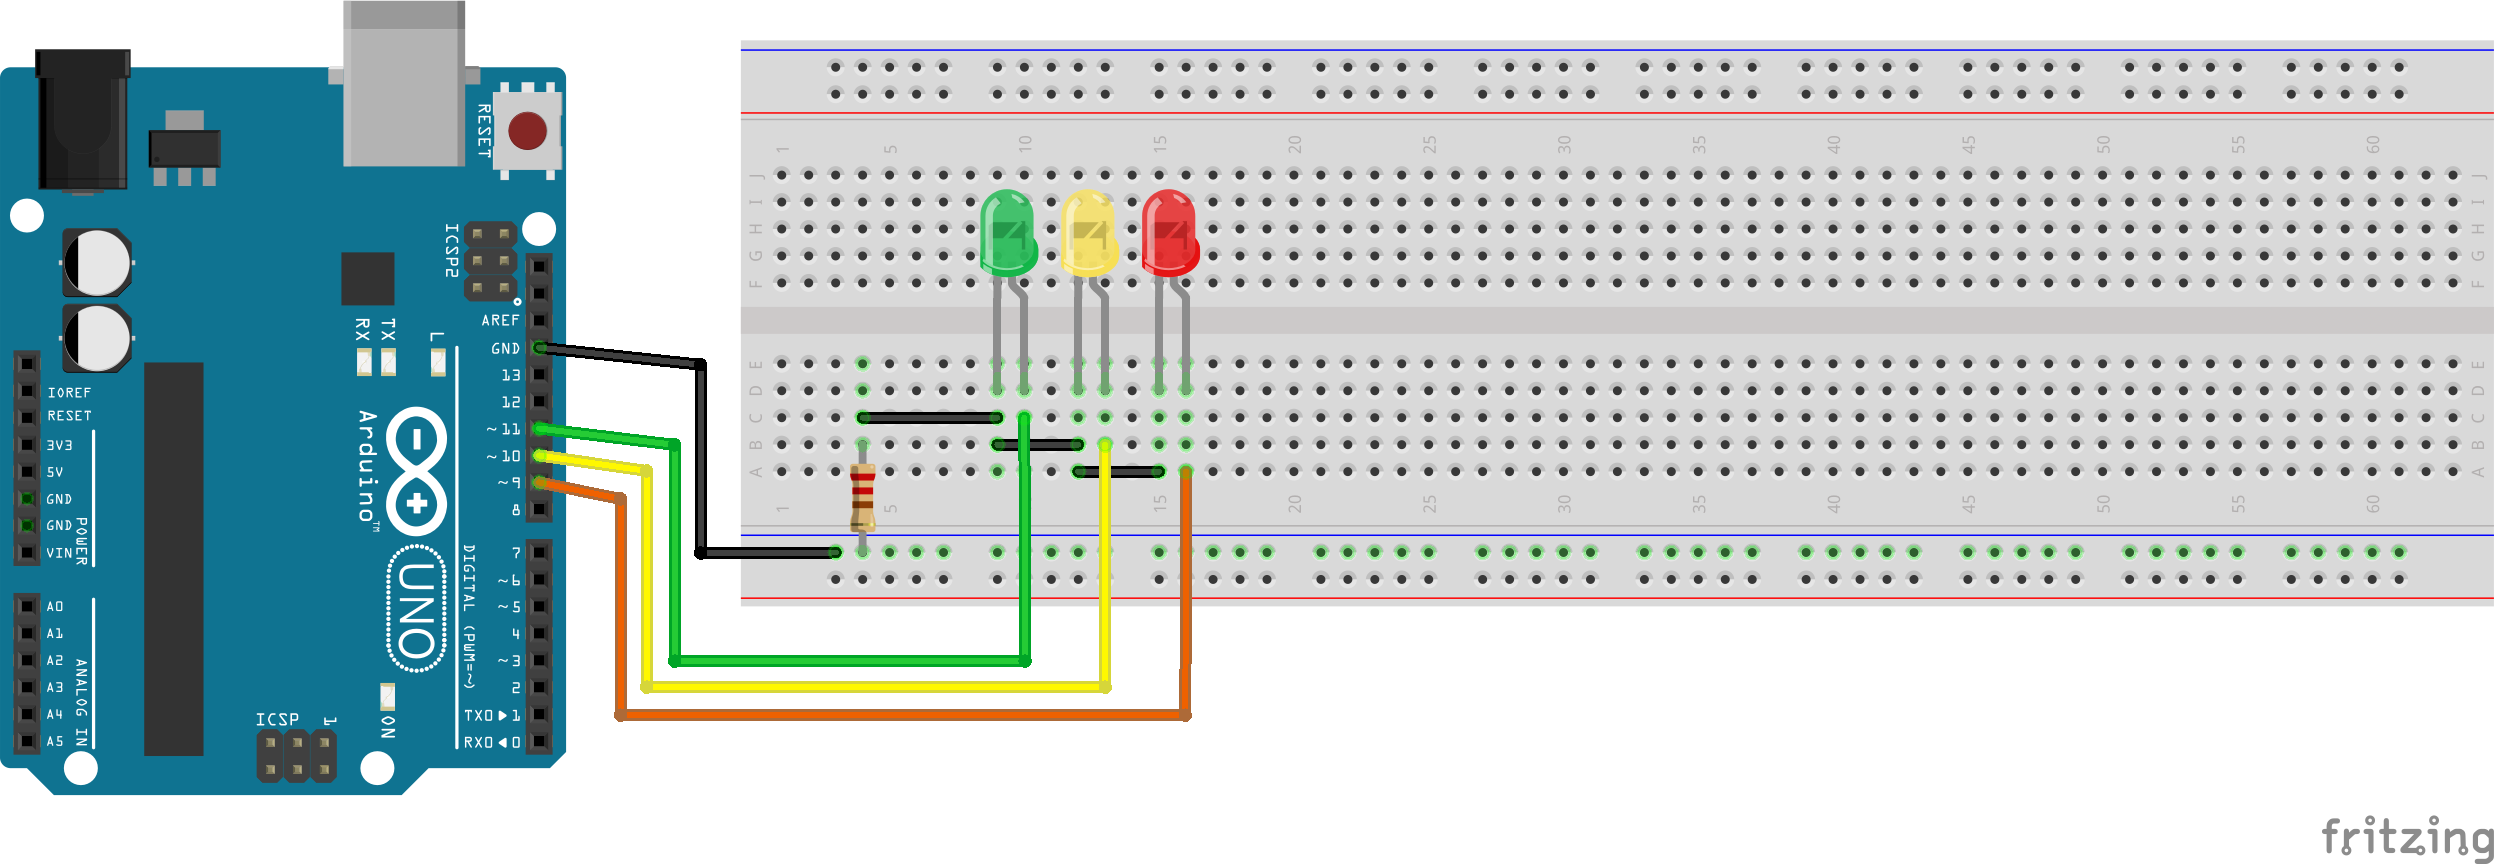 RESET
ICSP2
AREF
GND
13
12
~11
~10
~9
8
7
~6
~5
4
~3
2
TX0▶1
RX0◀0
RX
TX
L
IOREF
RESET
3V3
5V
GND
GND
VIN
POWER
A0
A1
A2
A3
A4
A5
ANALOG IN
Arduino™
UNO
DIGITAL (PWM=~)
ICSP
1
ON
1 5 10 15 20 25 30 35 40 45 50 55 60
J J
I I
H H
G G
F F
E E
D D
C C
B B
A A
1 5 10 15 20 25 30 35 40 45 50 55 60
fritzing